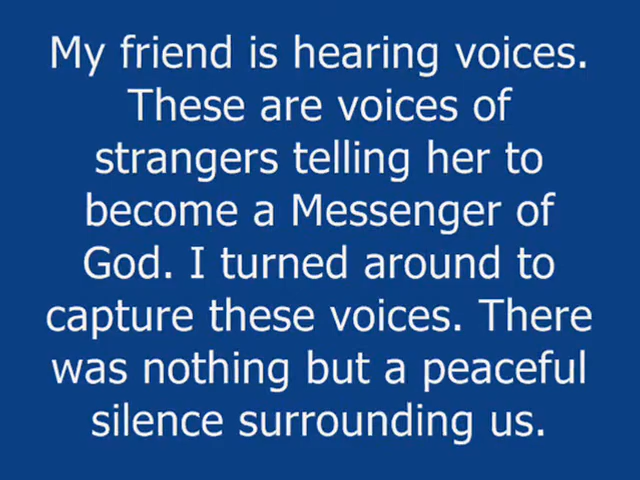 My friend is hearing voices.
These are voices of
strangers telling her to
become a Messenger of
God. I turned around to
capture these voices. There
was nothing but a peaceful
silence surrounding us.